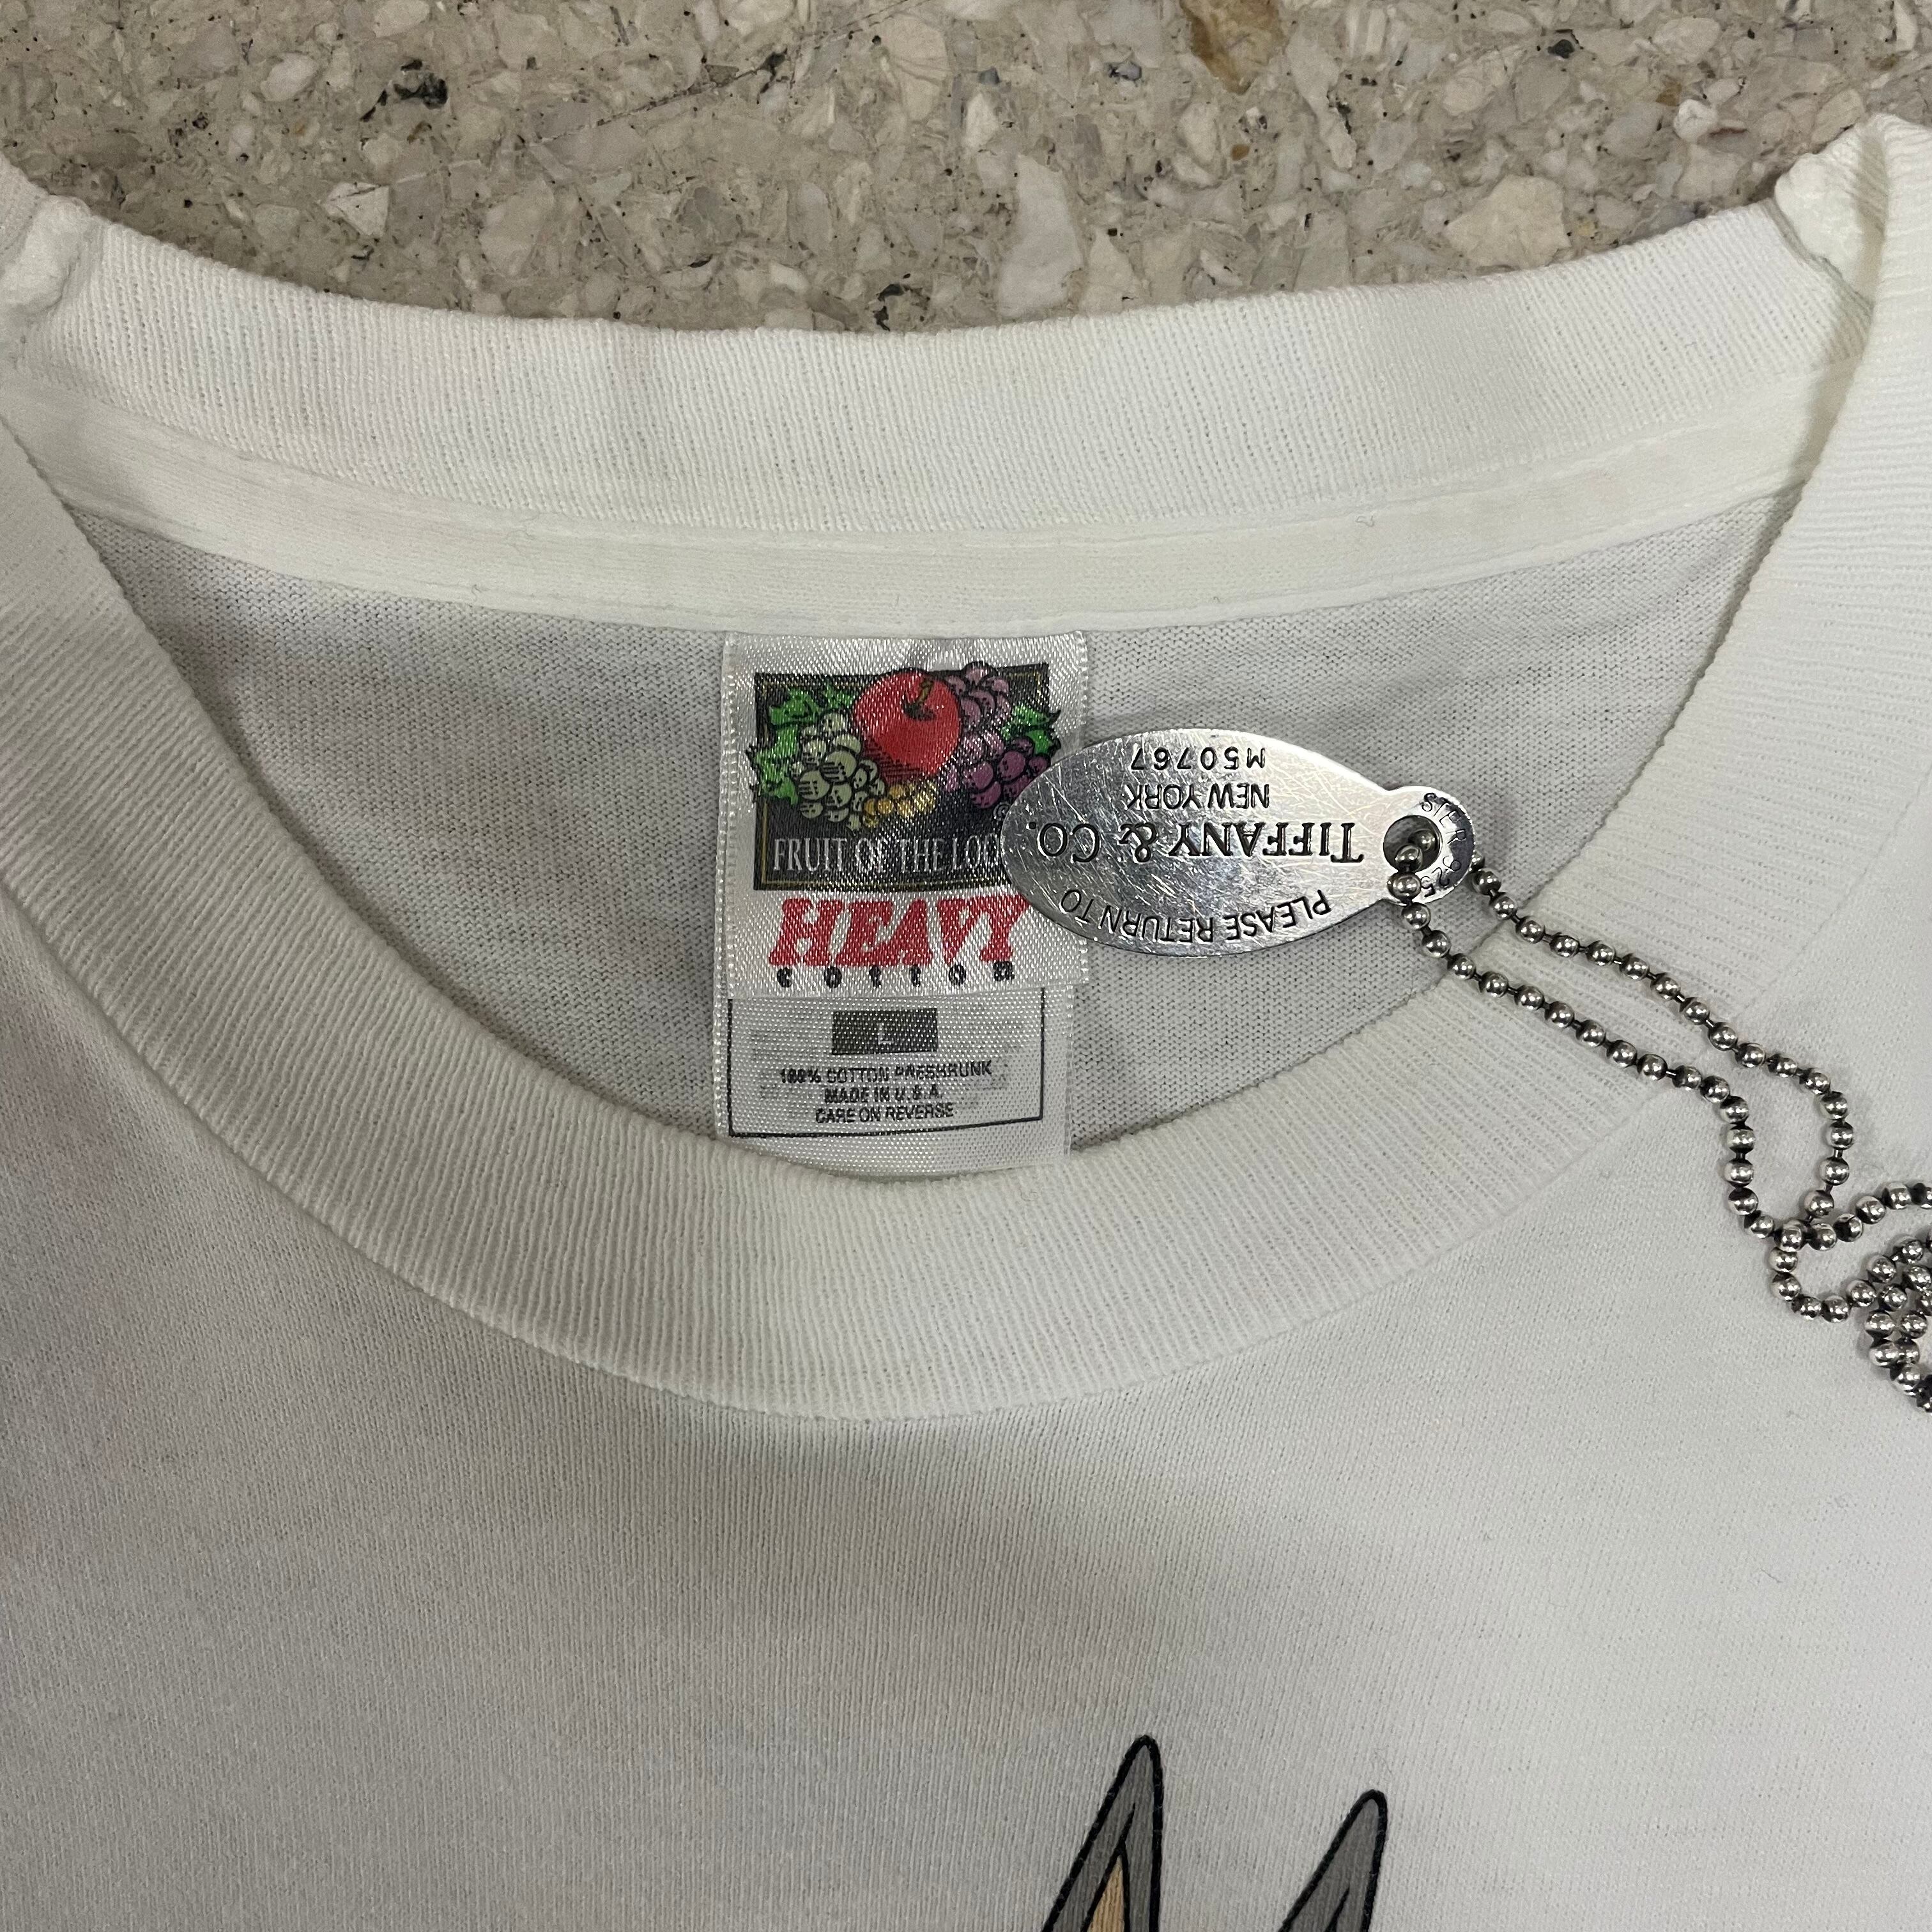 FRUIT OF THE LOO
HEAVY
cotton
L
100% COTTON PRESHRUNK
MADE IN U.S.A.
CARE ON REVERSE
PLEASE RETURN TO
TIFFANY & CO.
NEW YORK
M50767
925